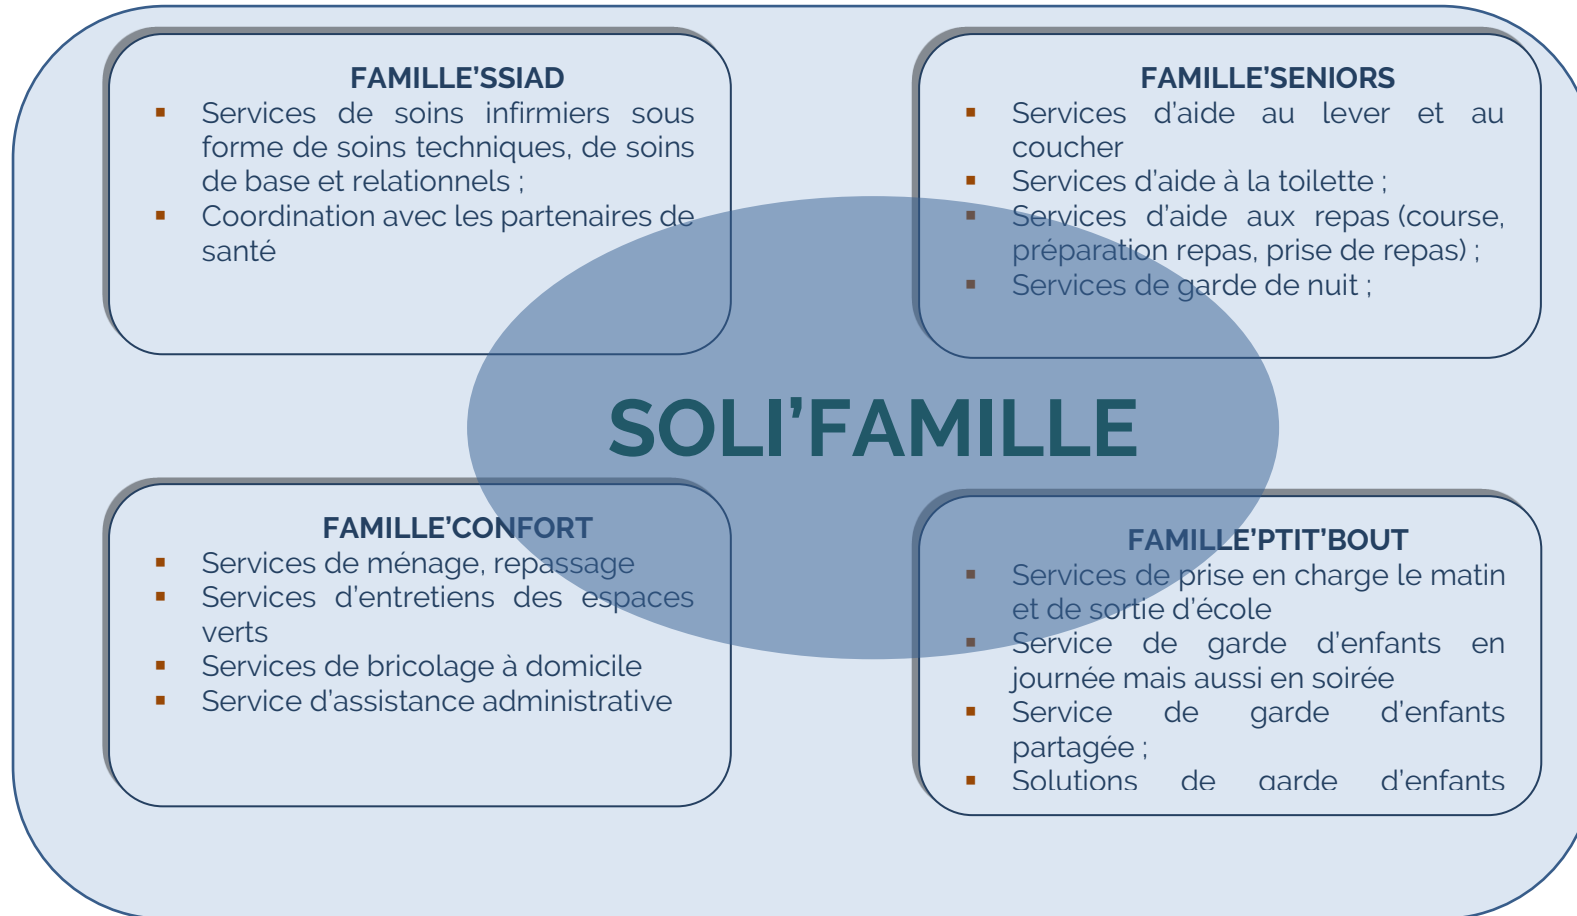 FAMILLE’SSIAD
▪ Services de soins infirmiers sous
forme de soins techniques, de soins
de base et relationnels ;
▪ Coordination avec les partenaires de
santé
FAMILLE’SENIORS
▪ Services d’aide au lever et au
coucher
▪ Services d’aide à la toilette ;
▪ Services d’aide aux repas (course,
préparation repas, prise de repas) ;
▪ Services de garde de nuit ;
SOLI’FAMILLE
FAMILLE’CONFORT
▪ Services de ménage, repassage
▪ Services d’entretiens des espaces
verts
▪ Services de bricolage à domicile
▪ Service d’assistance administrative
FAMILLE’PTIT’BOUT
▪ Services de prise en charge le matin
et de sortie d’école
▪ Service de garde d’enfants en
journée mais aussi en soirée
▪ Service de garde d’enfants
partagée ;
▪ Solutions de garde d’enfants